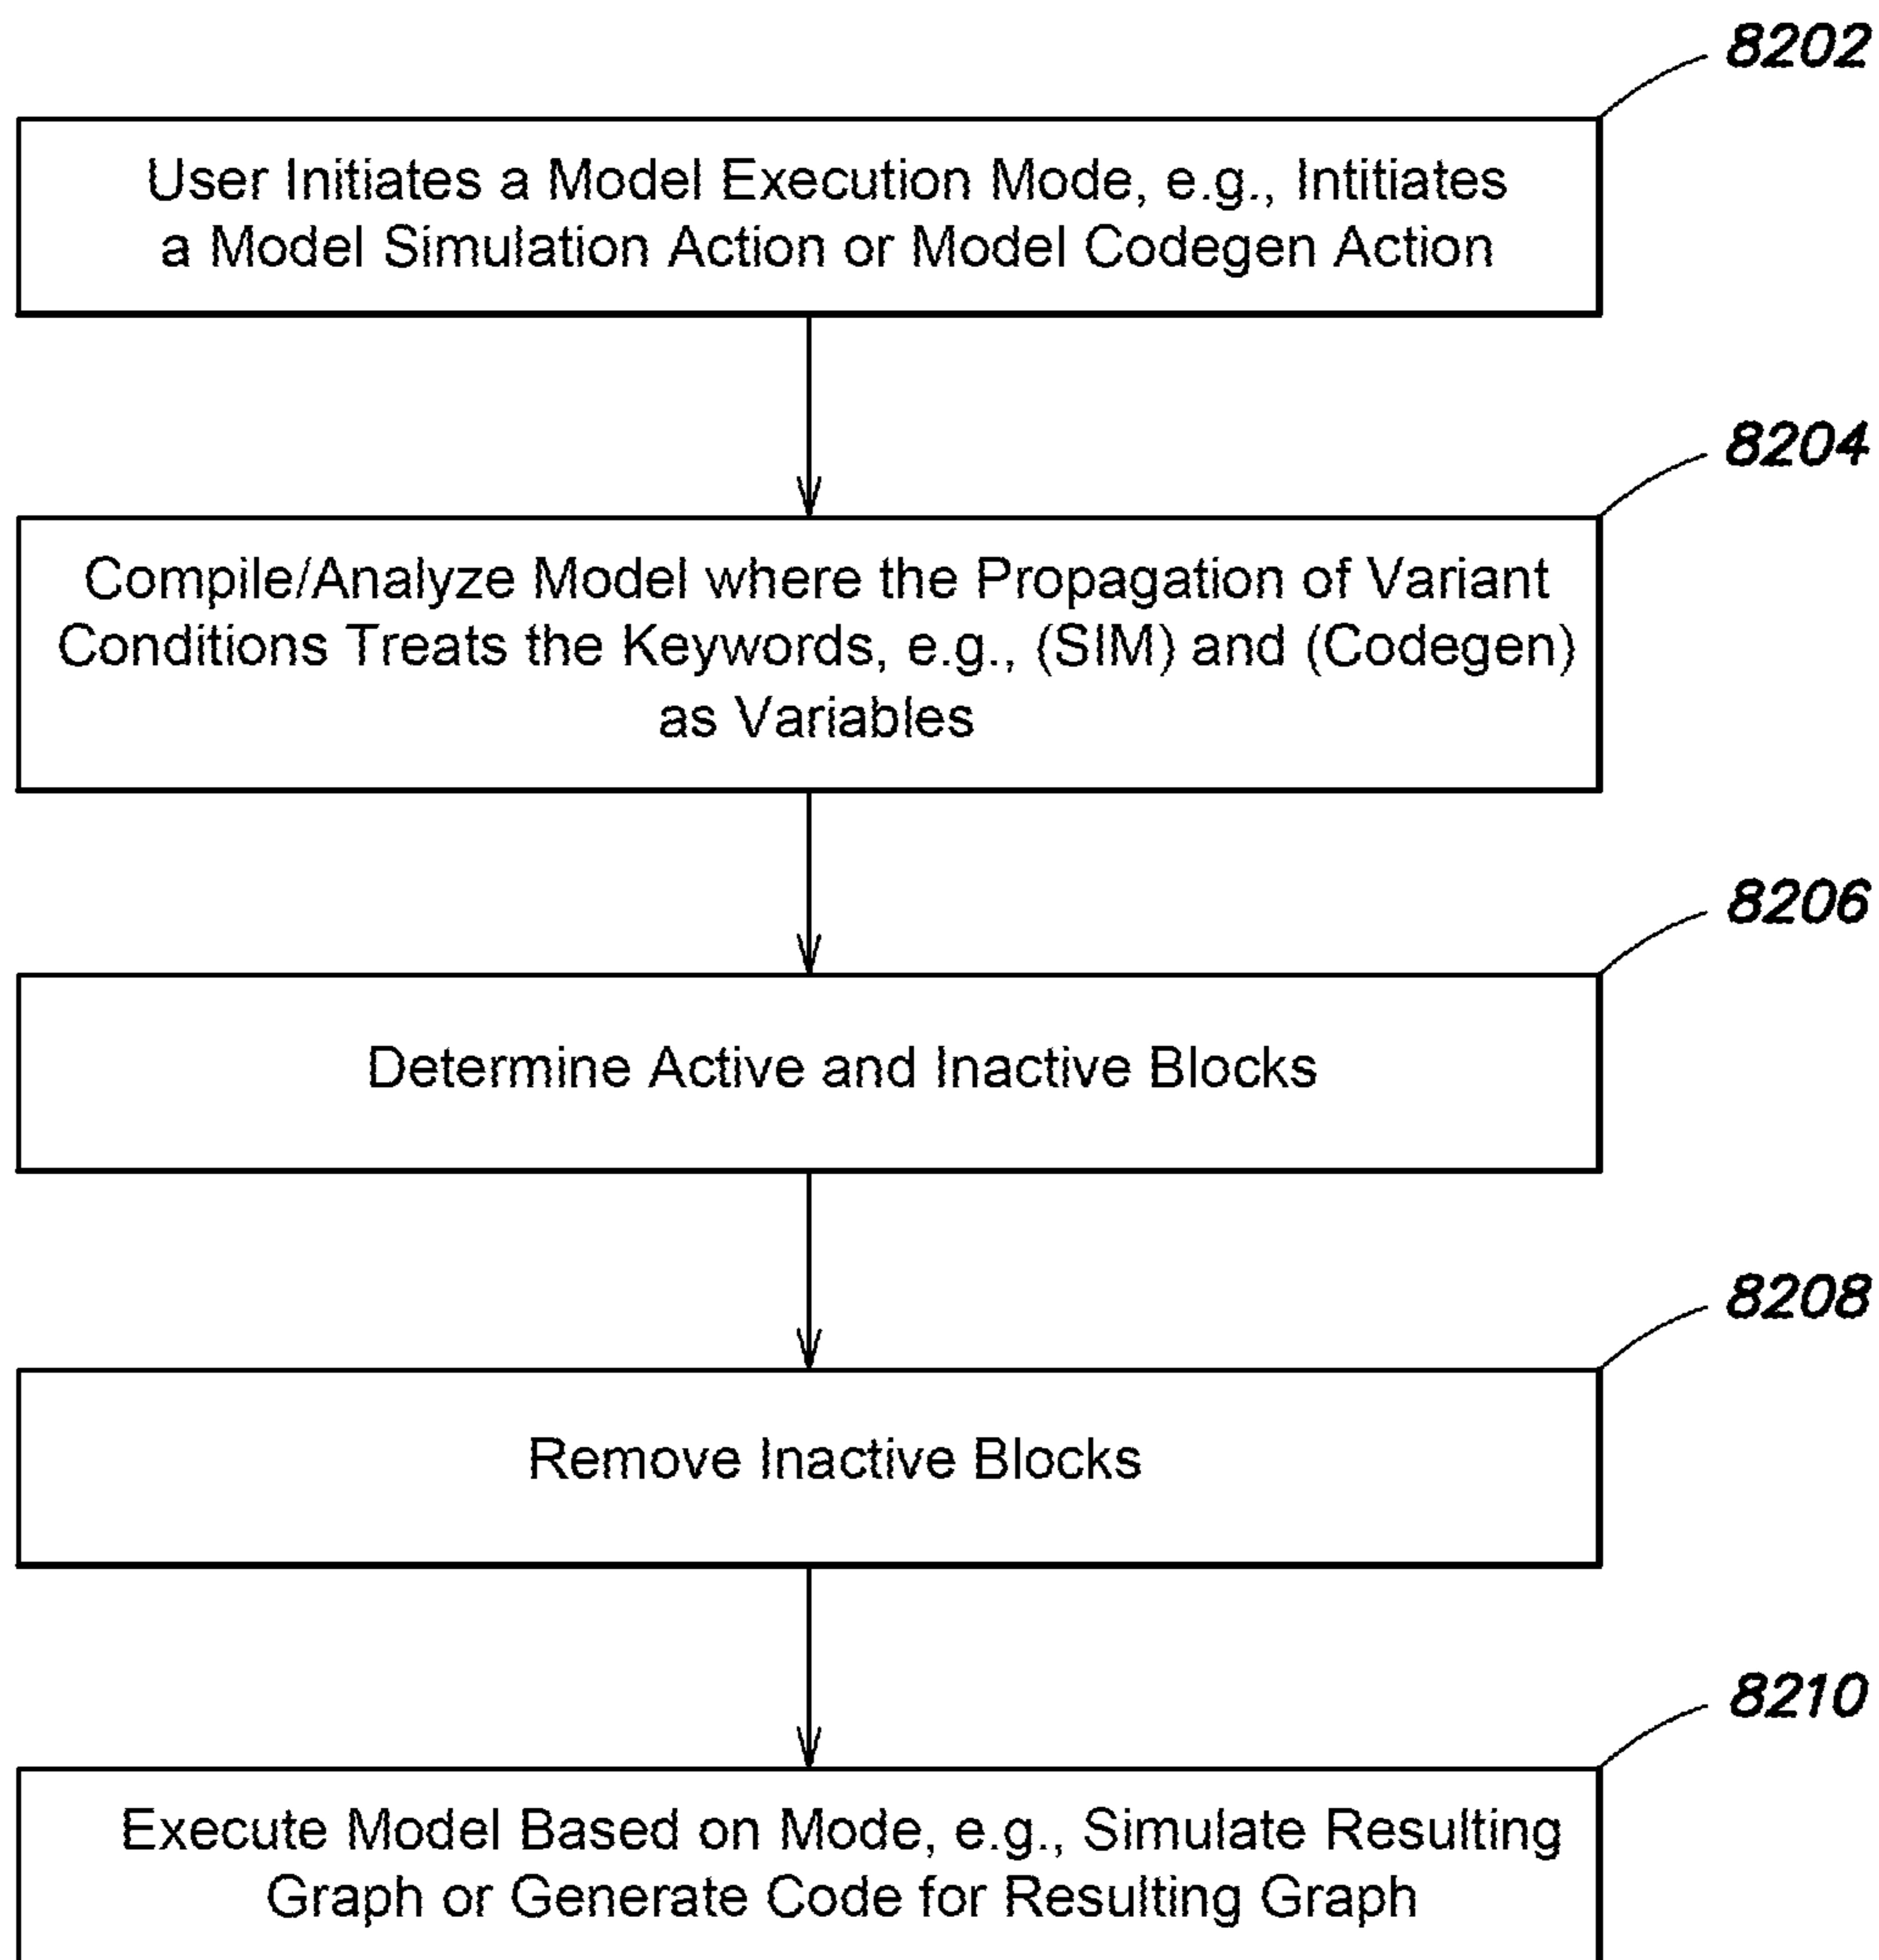 8202
User Initiates a Model Execution Mode, e.g., Intitiates
a Model Simulation Action or Model Codegen Action
8204
Compile/Analyze Model where the Propagation of Variant
Conditions Treats the Keywords, e.g., (SIM) and (Codegen)
as Variables
8206
Determine Active and Inactive Blocks
8208
Remove Inactive Blocks
8210
Execute Model Based on Mode, e.g., Simulate Resulting
Graph or Generate Code for Resulting Graph